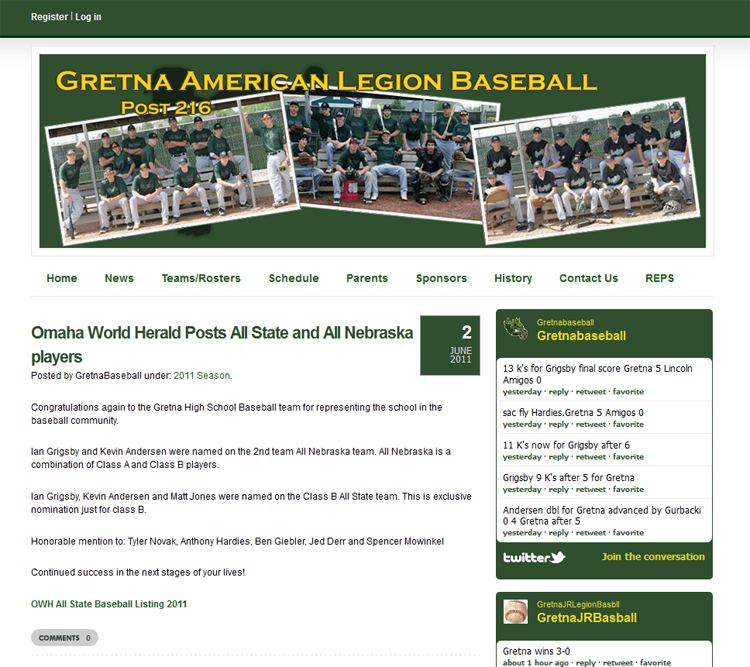 Register | Log in
GRETNA AMERICAN LEGION BASEBALL
POST 216
Home News Teams/Rosters Schedule Parents Sponsors History Contact Us REPS
Omaha World Herald Posts All State and All Nebraska
players
2
JUNE
2011
Posted by GretnaBaseball under: 2011 Season.
Congratulations again to the Gretna High School Baseball team for representing the school in the
baseball community.
Ian Grigsby and Kevin Andersen were named on the 2nd team All Nebraska team. All Nebraska is a
combination of Class A and Class B players.
Ian Grigsby, Kevin Andersen and Matt Jones were named on the Class B All State team. This is exclusive
nomination just for class B.
Honorable mention to: Tyler Novak, Anthony Hardies, Ben Giebler, Jed Derr and Spencer Mowinkel
Continued success in the next stages of your lives!
OWH All State Baseball Listing 2011
COMMENTS 0
Gretnabaseball
Gretnabaseball
13 k's for Grigsby final score Gretna 5 Lincoln
Amigos 0
yesterday · reply · retweet · favorite
sac fly Hardies.Gretna 5 Amigos 0
yesterday · reply · retweet · favorite
11 K's now for Grigsby after 6
yesterday · reply · retweet · favorite
Grigsby 9 K's after 5 for Gretna
yesterday · reply · retweet · favorite
Andersen dbl for Gretna advanced by Gurbacki
0 4 Gretna after 5
yesterday · reply · retweet · favorite
twitter Join the conversation
GretnaJRLegionBasbll
GretnaJRBasball
Gretna wins 3-0
about 1 hour ago · reply · retweet · favorite